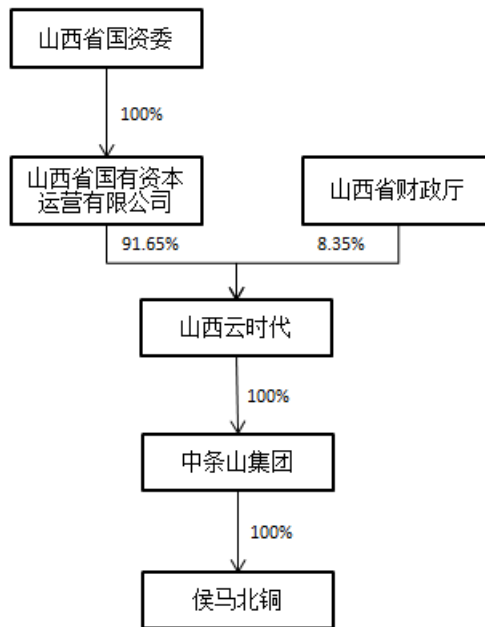 山西省国资委
100%
山西省国有资本
运营有限公司
山西省财政厅
91.65%
8.35%
山西云时代
100%
中条山集团
100%
侯马北铜